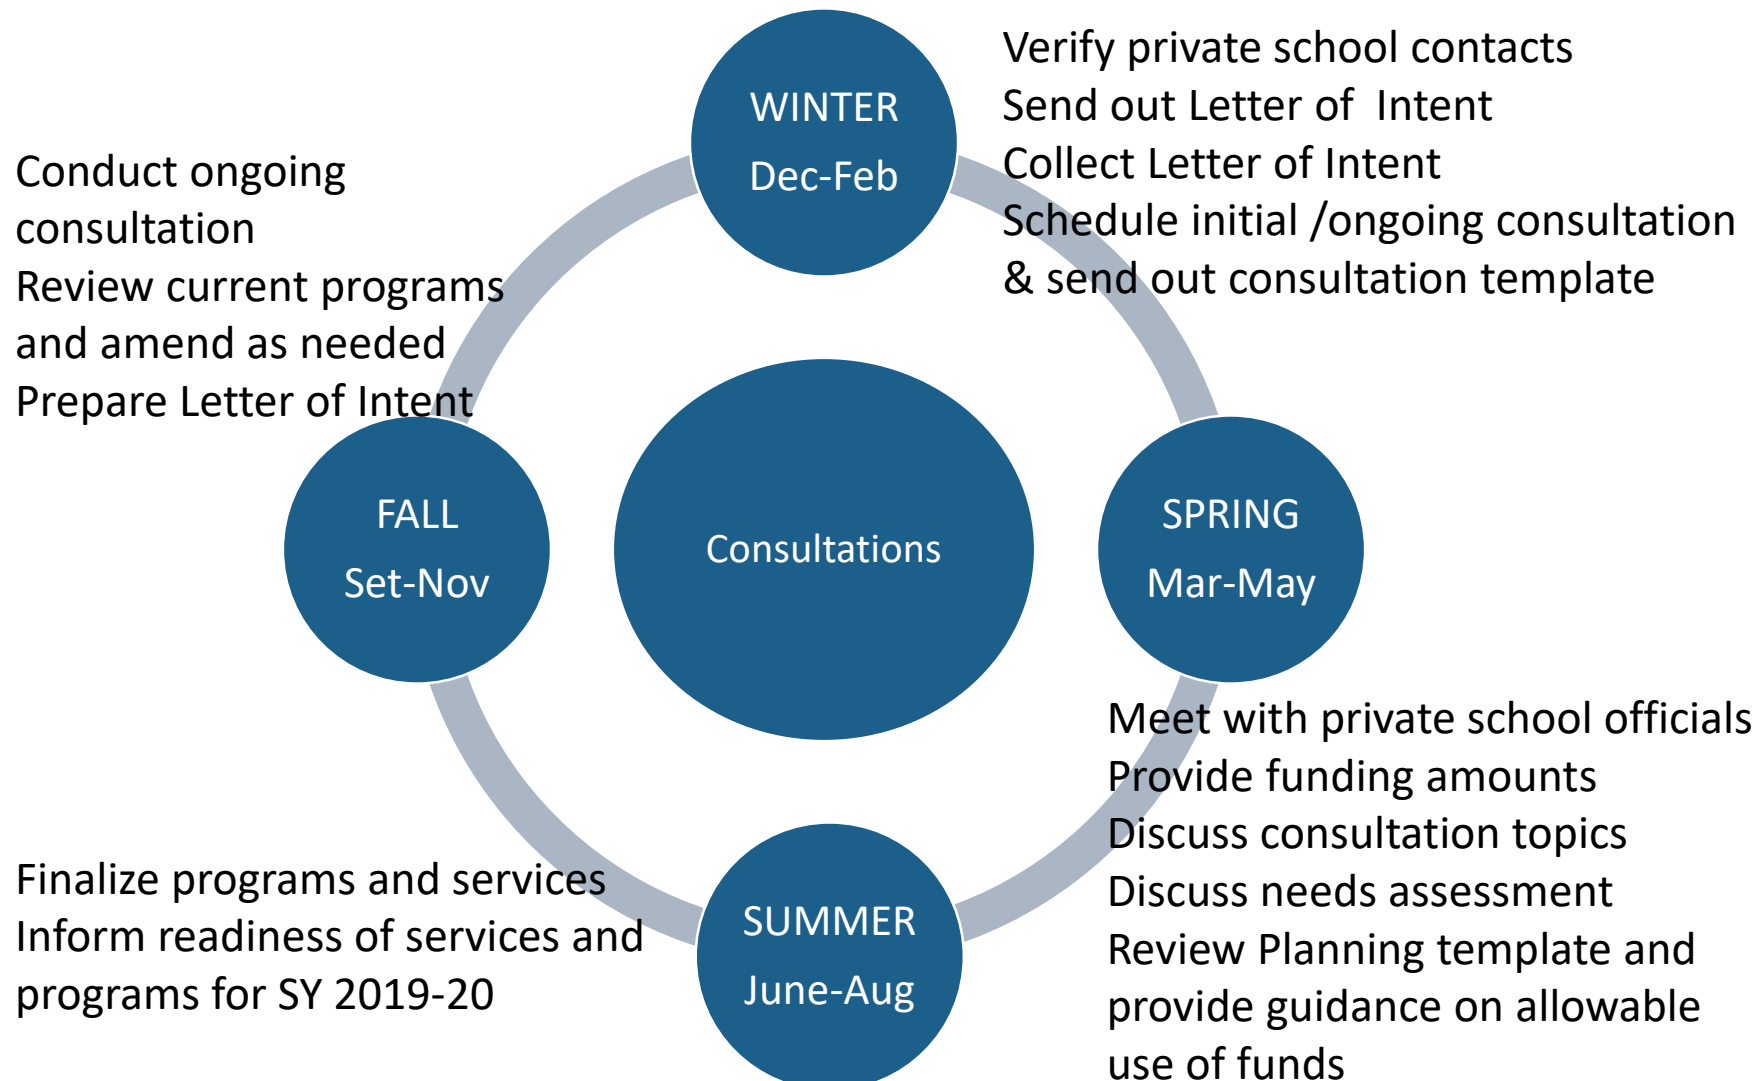 WINTER
Dec-Feb
Verify private school contacts
Send out Letter of  Intent
Collect Letter of Intent
Schedule initial /ongoing consultation
& send out consultation template
Conduct ongoing
consultation
Review current programs
and amend as needed
Prepare Letter of Intent
FALL
Set-Nov
Consultations
SPRING
Mar-May
Meet with private school officials
Provide funding amounts
Discuss consultation topics
Discuss needs assessment
Review Planning template and
provide guidance on allowable
use of funds
Finalize programs and services
Inform readiness of services and
programs for SY 2019-20
SUMMER
June-Aug